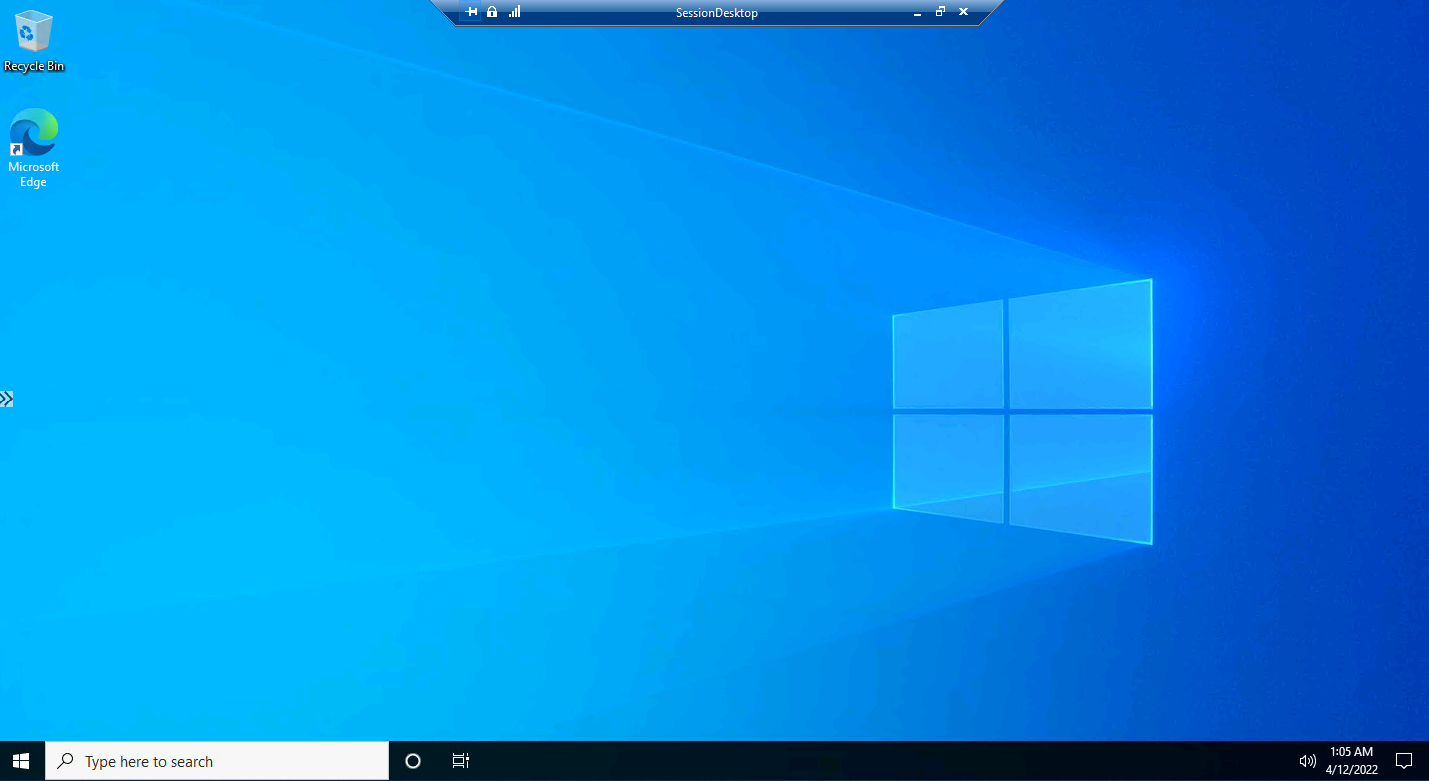 SessionDesktop
Recycle Bin
Microsoft
Edge
Type here to search
1:05 AM
4/12/2022